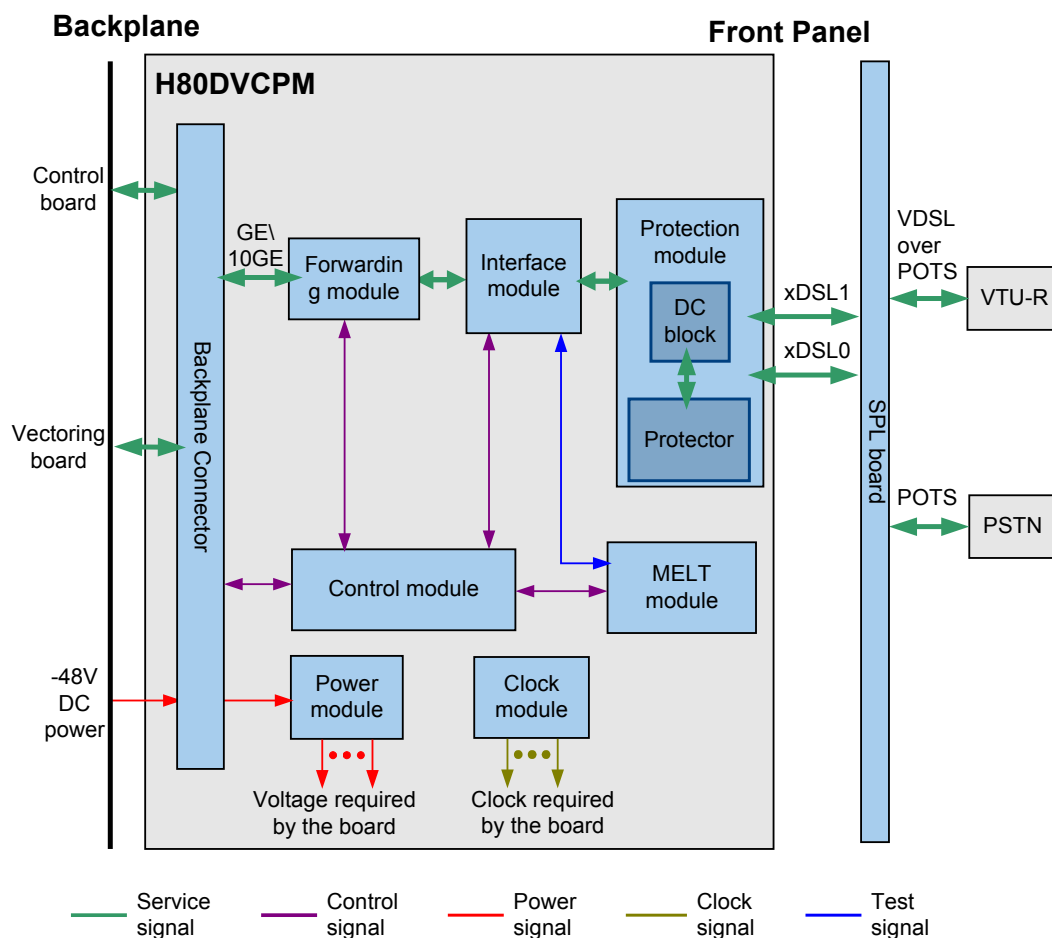 Backplane
Front Panel
H80DVCPM
Control
board
GE\
10GE
Forwardin
g module
Interface
module
Protection
module
DC
block
Protector
xDSL1
xDSL0
VDSL
over
POTS
VTU-R
Vectoring
board
Backplane Connector
SPL board
POTS
PSTN
Control module
MELT
module
-48V
DC
power
Power
module
Clock
module
Voltage required
by the board
Clock required
by the board
Service
signal
Control
signal
Power
signal
Clock
signal
Test
signal